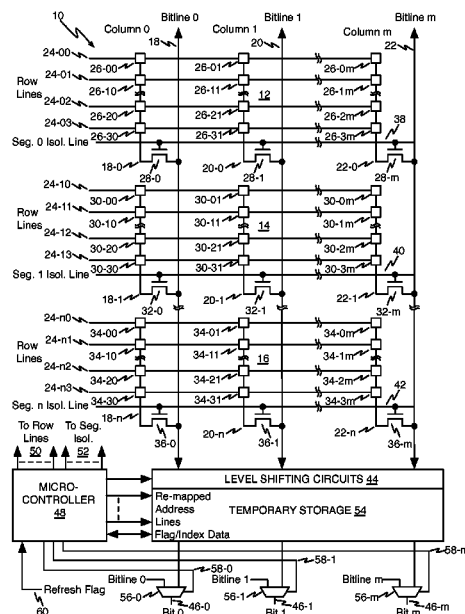 Bitline 0 Bitline 1 Bitline m
10 Column 0 Column 1 Column m
18 20 22
24-00
26-00 26-01 26-0m
24-01
Row Lines
26-10 26-11 12 26-1m
24-02
26-20 26-21 26-2m
24-03 38
26-30 26-31 26-3m
Seg. 0 Isol. Line
18-0 20-0 22-0
28-0 28-1 28-m
24-10
30-00 30-01 30-0m
24-11
Row Lines
30-10 30-11 14 30-1m
24-12
30-20 30-21 30-2m
24-13 40
30-30 30-31 30-3m
Seg. 1 Isol. Line
18-1 20-1 22-1
32-0 32-1 32-m
24-n0
34-00 34-01 34-0m
24-n1
Row Lines
34-10 34-11 16 34-1m
24-n2
34-20 34-21 34-2m
24-n3 42
34-30 34-31 34-3m
Seg. n Isol. Line
18-n 20-n 22-n
36-0 36-1 36-m
To Row Lines 50
To Seg. Isol. 52
LEVEL SHIFTING CIRCUITS 44
MICRO-CONTROLLER 48
Re-mapped Address Lines
TEMPORARY STORAGE 54
Flag/Index Data
58-m
58-1
58-0
Refresh Flag
60
Bitline 0 Bitline 1 Bitline m
56-0 56-1 56-m
46-0 46-1 46-m
Bit 0 Bit 1 Bit m